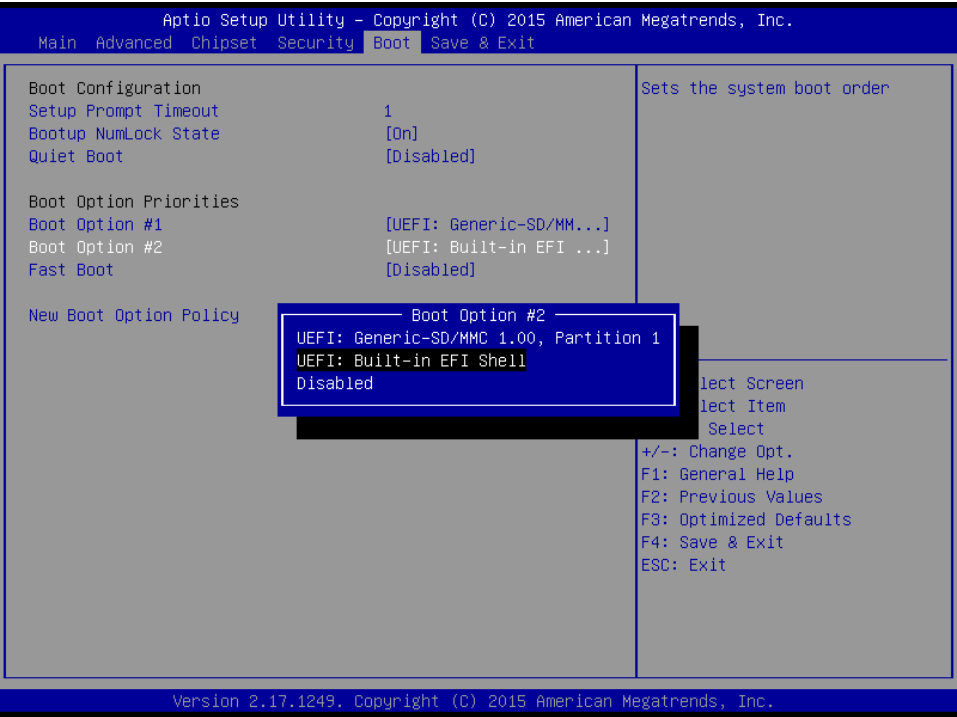 Aptio Setup Utility – Copyright (C) 2015 American Megatrends, Inc.
Main Advanced Chipset Security Boot Save & Exit
Boot Configuration
Setup Prompt Timeout 1
Bootup NumLock State [On]
Quiet Boot [Disabled]
Boot Option Priorities
Boot Option #1 [UEFI: Generic-SD/MM...]
Boot Option #2 [UEFI: Built-in EFI ...]
Fast Boot [Disabled]
New Boot Option Policy
Boot Option #2
UEFI: Generic-SD/MMC 1.00, Partition 1
UEFI: Built-in EFI Shell
Disabled
Sets the system boot order
lect Screen
lect Item
Select
+/-: Change Opt.
F1: General Help
F2: Previous Values
F3: Optimized Defaults
F4: Save & Exit
ESC: Exit
Version 2.17.1249. Copyright (C) 2015 American Megatrends, Inc.